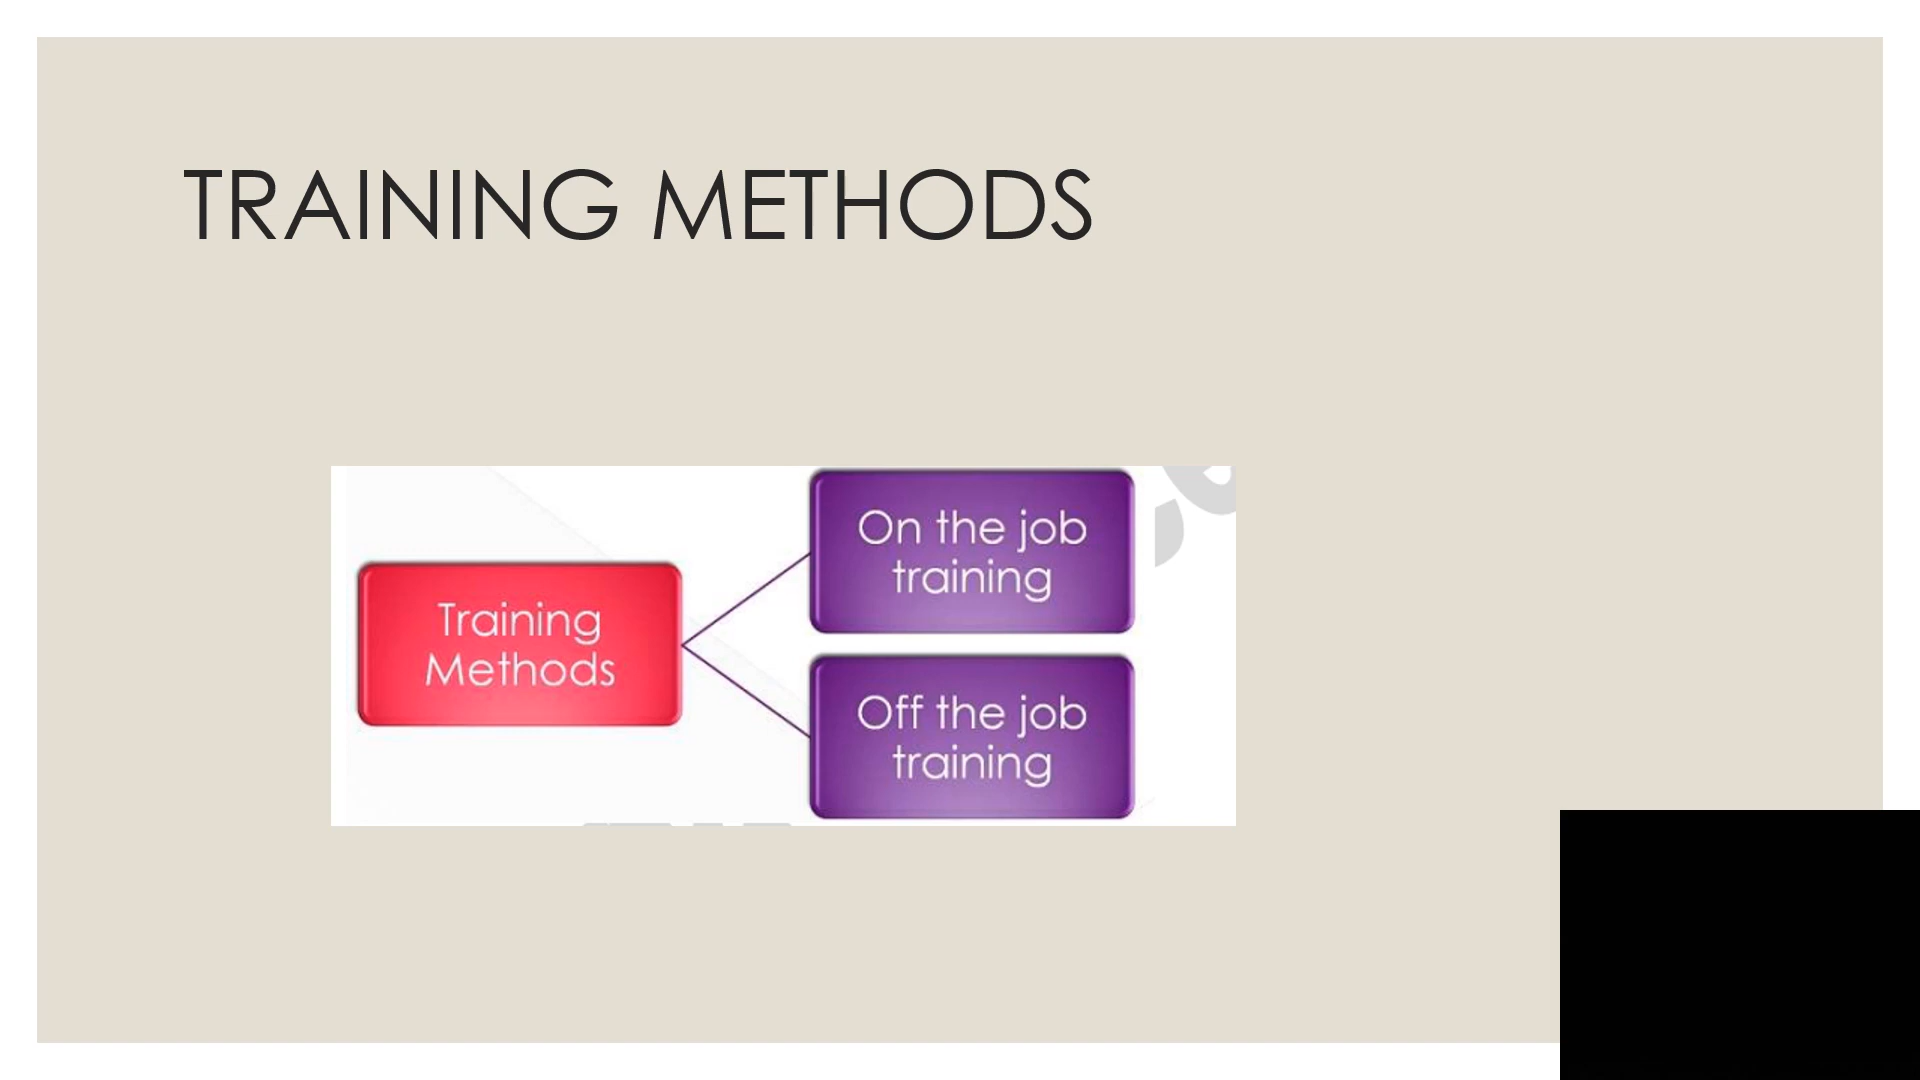 TRAINING METHODS
On the job
training
Training
Methods
Off the job
training